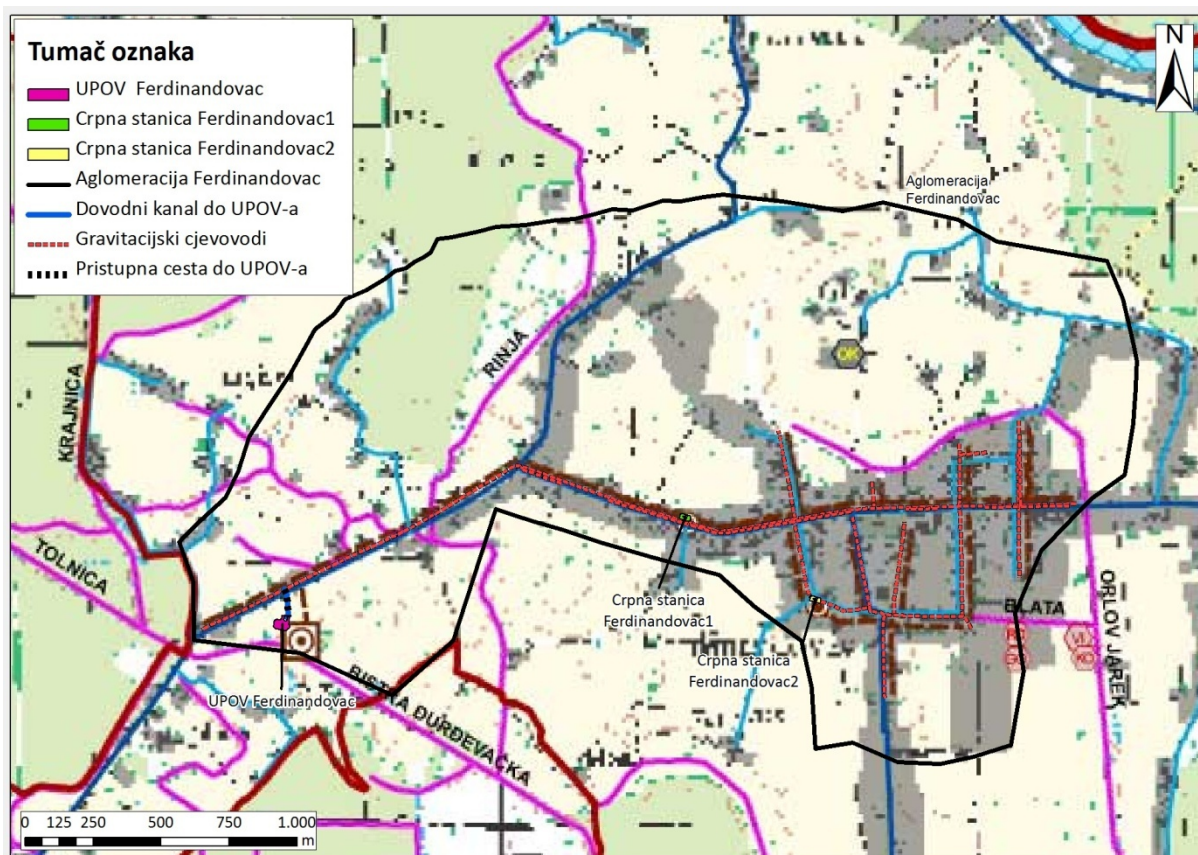 Tumač oznaka
UPOV Ferdinandovac
Crpna stanica Ferdinandovac1
Crpna stanica Ferdinandovac2
Aglomeracija Ferdinandovac
Dovodni kanal do UPOV-a
Gravitacijski cjevovodi
Pristupna cesta do UPOV-a
N
Aglomeracija
Ferdinandovac
RINJA
KRAJNICA
OK
TOLNICA
Crpna stanica
Ferdinandovac1
BLATA
ORLOV JAREK
Crpna stanica
Ferdinandovac2
UPOV Ferdinandovac
BISTRA ĐURĐEVAČKA
0 125 250 500 750 1.000
m